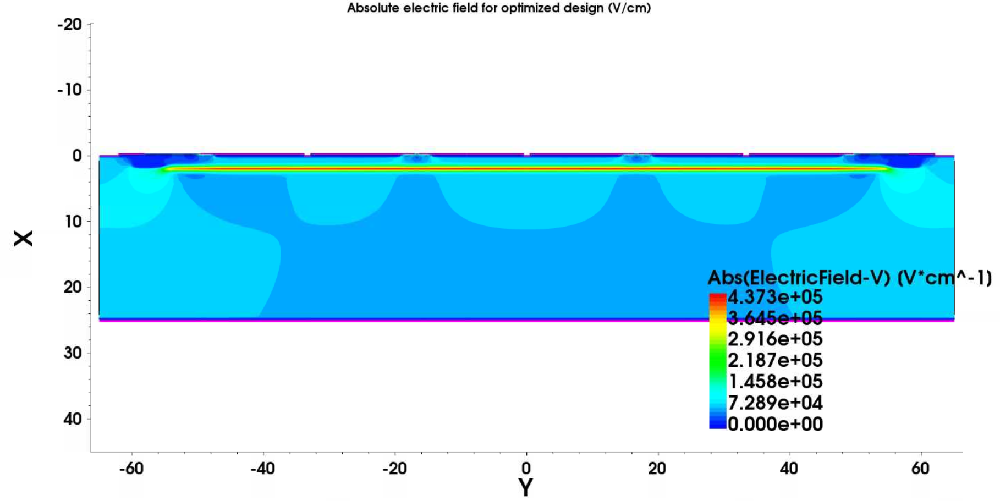 Absolute electric field for optimized design (V/cm)
-20
-10
0
10
20
30
40
X
Abs(ElectricField-V) (V*cm^-1)
4.373e+05
3.645e+05
2.916e+05
2.187e+05
1.458e+05
7.289e+04
0.000e+00
-60 -40 -20 0 20 40 60
Y